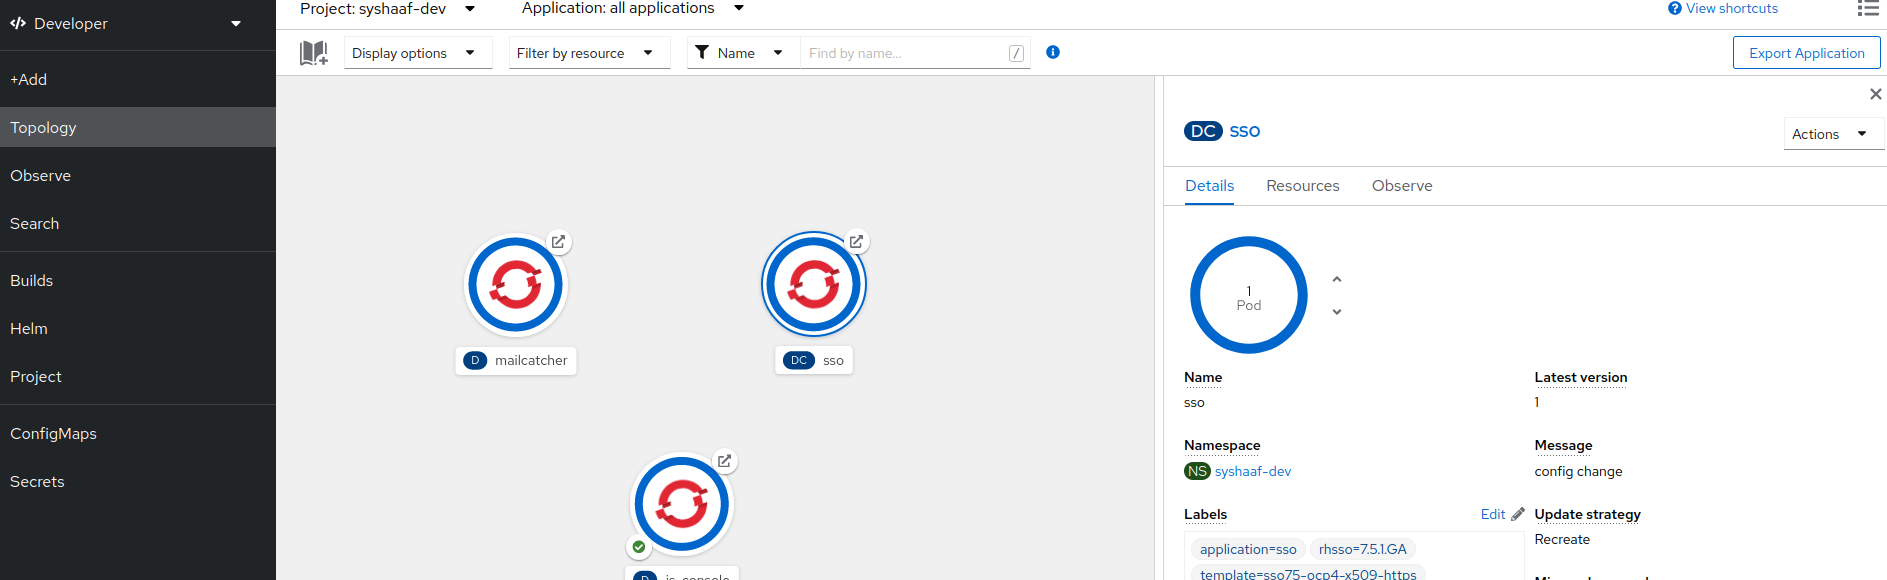 Developer
+Add
Topology
Observe
Search
Builds
Helm
Project
ConfigMaps
Secrets
Project: syshaaf-dev
Application: all applications
View shortcuts
Display options
Filter by resource
Name
Find by name...
/
Export Application
D mailcatcher
DC sso
DC sso
Actions
Details Resources Observe
1
Pod
Name
sso
Latest version
1
Namespace
NS syshaaf-dev
Message
config change
Labels
Edit
application=sso
rhsso=7.5.1.GA
template=sso75-ocp4-x509-https
Update strategy
Recreate